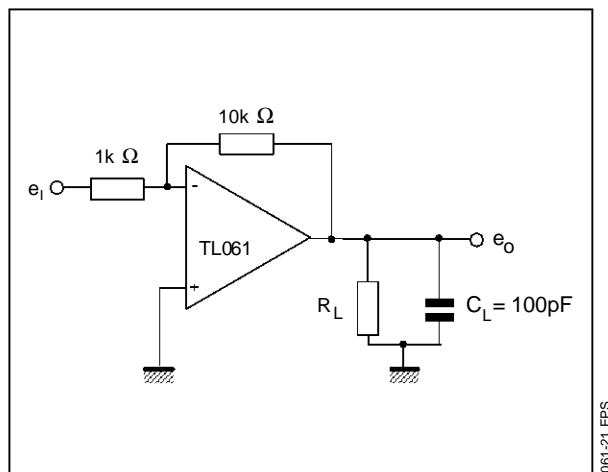 10k Ω
1k Ω
eI
-
TL061
+
eo
RL
CL= 100pF
061-21.EPS